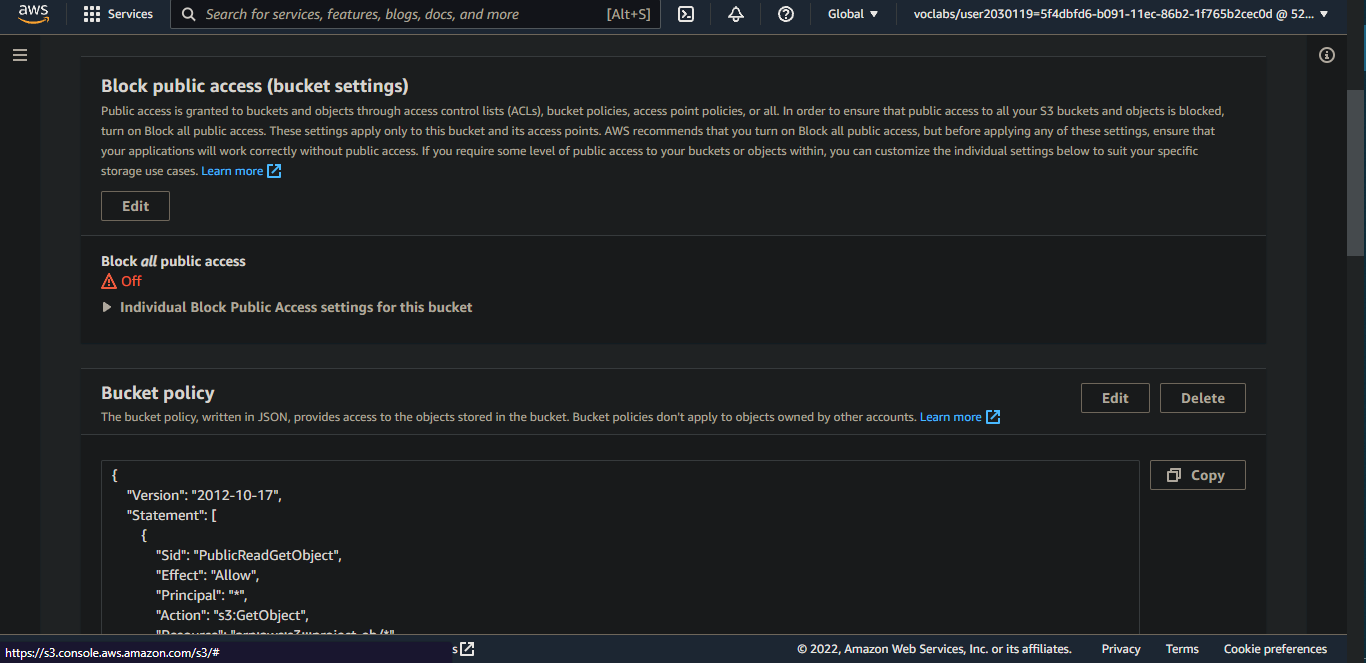 aws
Services
Search for services, features, blogs, docs, and more
[Alt+S]
Global ▼
voclabs/user2030119=5f4dbfd6-b091-11ec-86b2-1f765b2cec0d @ 52... ▼
Block public access (bucket settings)
Public access is granted to buckets and objects through access control lists (ACLs), bucket policies, access point policies, or all. In order to ensure that public access to all your S3 buckets and objects is blocked,
turn on Block all public access. These settings apply only to this bucket and its access points. AWS recommends that you turn on Block all public access, but before applying any of these settings, ensure that
your applications will work correctly without public access. If you require some level of public access to your buckets or objects within, you can customize the individual settings below to suit your specific
storage use cases. Learn more
Edit
Block all public access
Off
Individual Block Public Access settings for this bucket
Bucket policy
The bucket policy, written in JSON, provides access to the objects stored in the bucket. Bucket policies don't apply to objects owned by other accounts. Learn more
Edit
Delete
Copy
{
"Version": "2012-10-17",
"Statement": [
{
"Sid": "PublicReadGetObject",
"Effect": "Allow",
"Principal": "*",
"Action": "s3:GetObject",
"Resource":
https://s3.console.aws.amazon.com/s3/#
s
© 2022, Amazon Web Services, Inc. or its affiliates.
Privacy
Terms
Cookie preferences